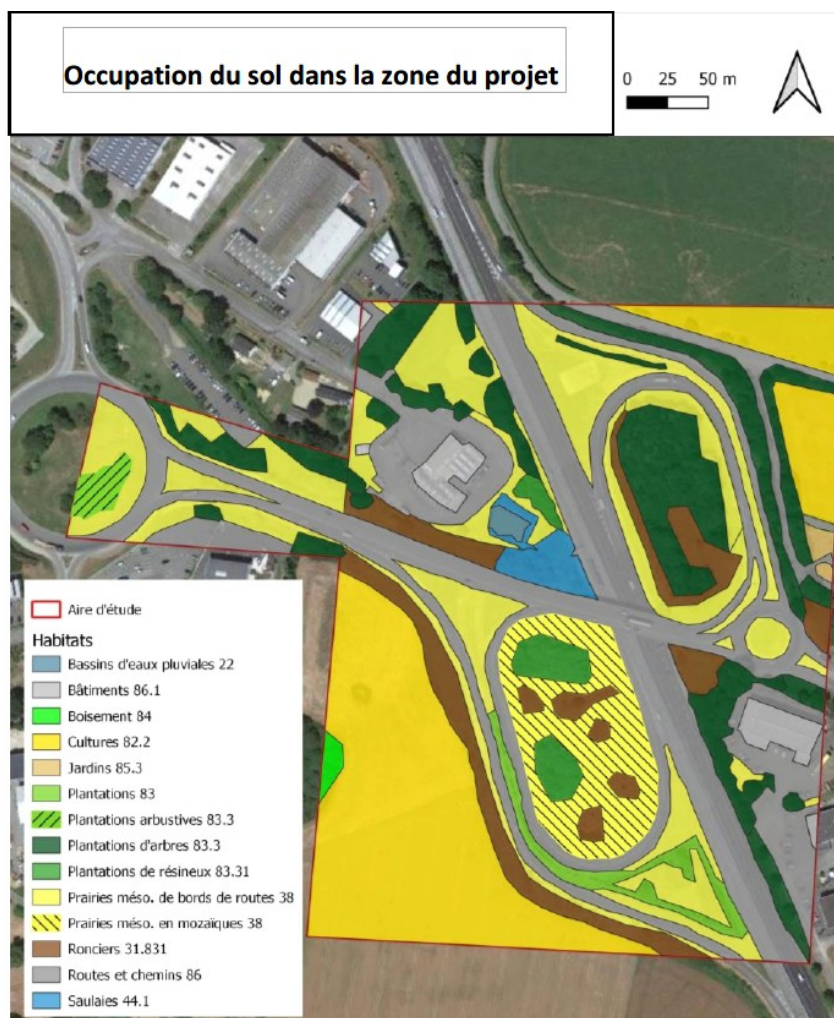 Occupation du sol dans la zone du projet
0 25 50 m
Aire d'étude
Habitats
Bassins d'eaux pluviales 22
Bâtiments 86.1
Boisement 84
Cultures 82.2
Jardins 85.3
Plantations 83
Plantations arbustives 83.3
Plantations d'arbres 83.3
Plantations de résineux 83.31
Prairies méso. de bords de routes 38
Prairies méso. en mozaïques 38
Ronciers 31.831
Routes et chemins 86
Saulaies 44.1